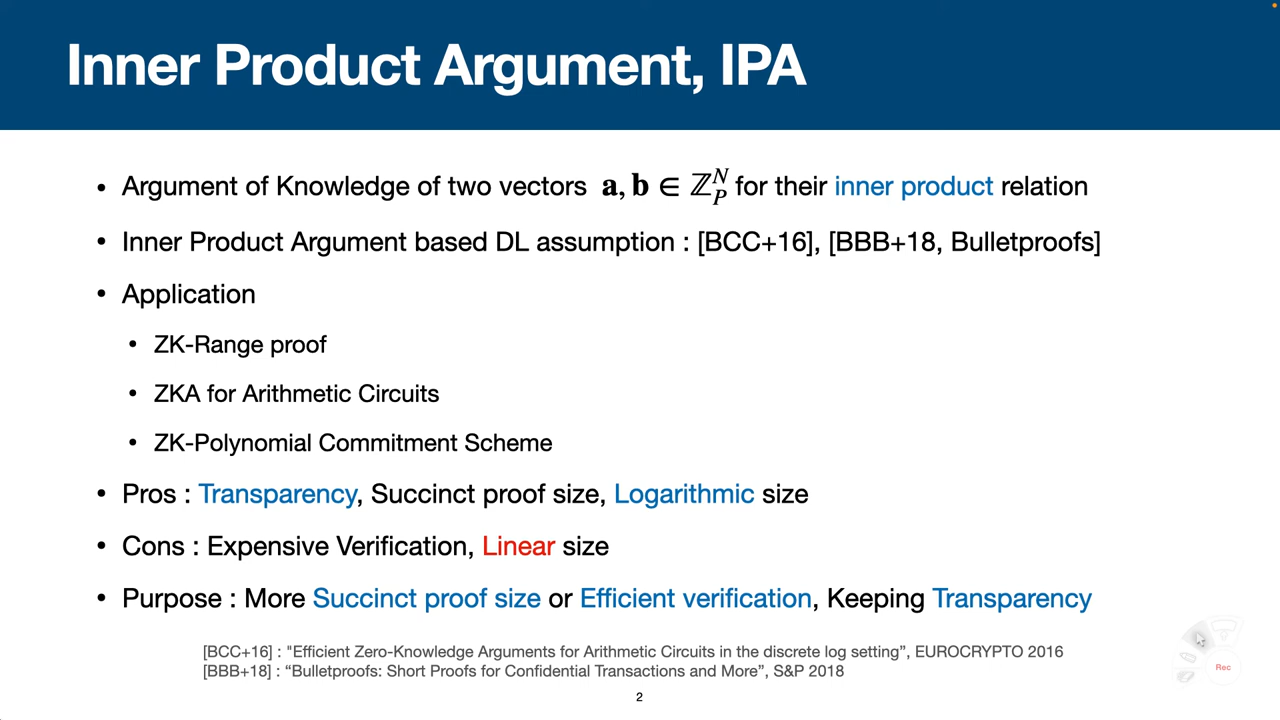 Inner Product Argument, IPA
• Argument of Knowledge of two vectors 𝐚, 𝐛 ∈ ℤ_P^N for their inner product relation
• Inner Product Argument based DL assumption : [BCC+16], [BBB+18, Bulletproofs]
• Application
• ZK-Range proof
• ZKA for Arithmetic Circuits
• ZK-Polynomial Commitment Scheme
• Pros : Transparency, Succinct proof size, Logarithmic size
• Cons : Expensive Verification, Linear size
• Purpose : More Succinct proof size or Efficient verification, Keeping Transparency
[BCC+16] : "Efficient Zero-Knowledge Arguments for Arithmetic Circuits in the discrete log setting”, EUROCRYPTO 2016
[BBB+18] : “Bulletproofs: Short Proofs for Confidential Transactions and More”, S&P 2018
2
Rec